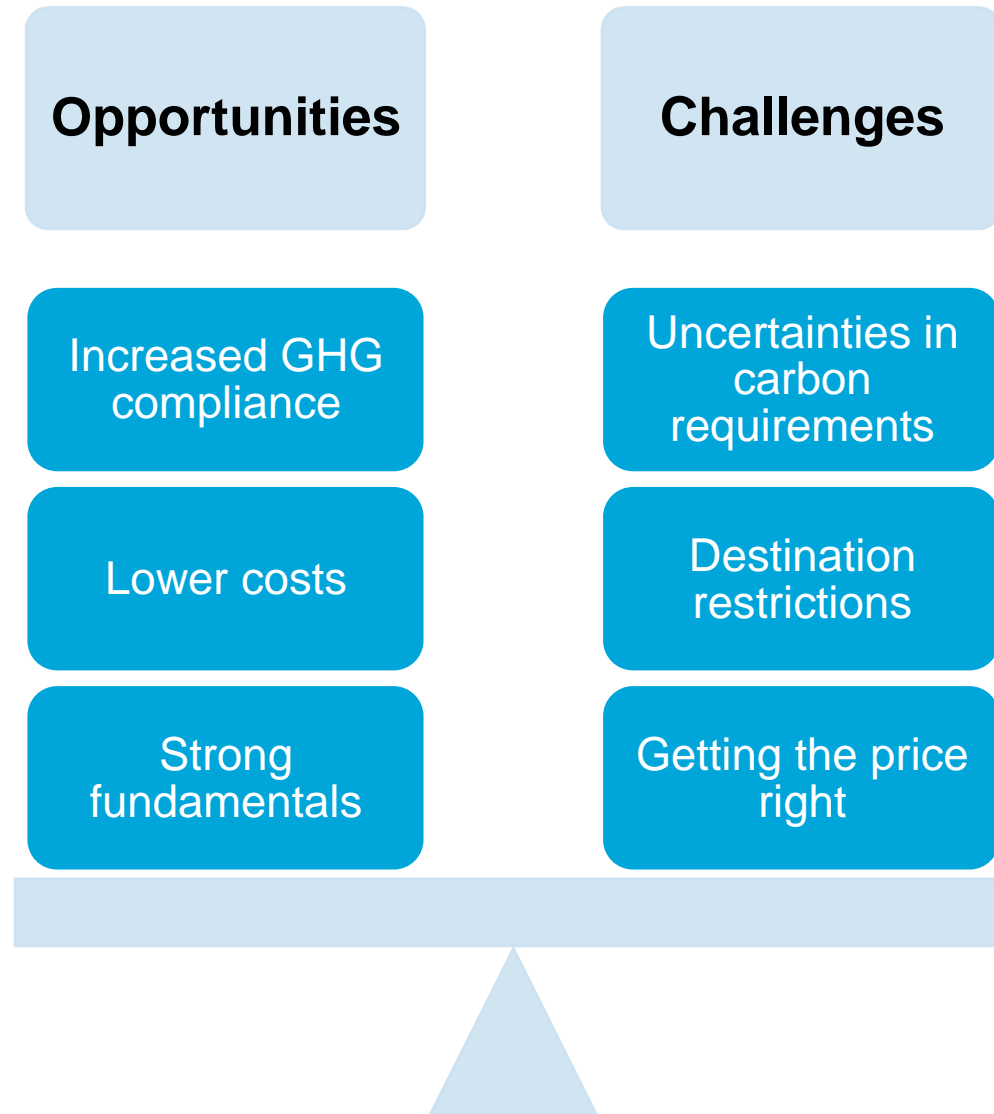 Opportunities
Challenges
Increased GHG
compliance
Uncertainties in
carbon
requirements
Lower costs
Destination
restrictions
Strong
fundamentals
Getting the price
right